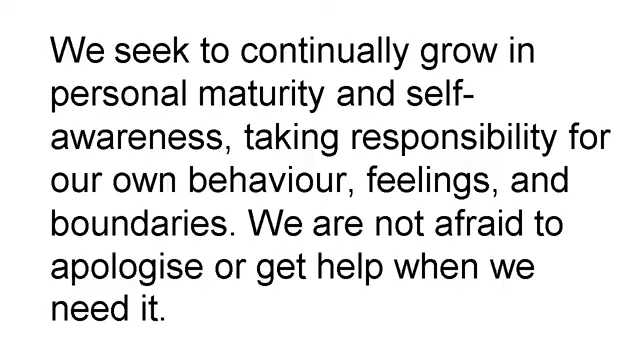 We seek to continually grow in
personal maturity and self-
awareness, taking responsibility for
our own behaviour, feelings, and
boundaries. We are not afraid to
apologise or get help when we
need it.